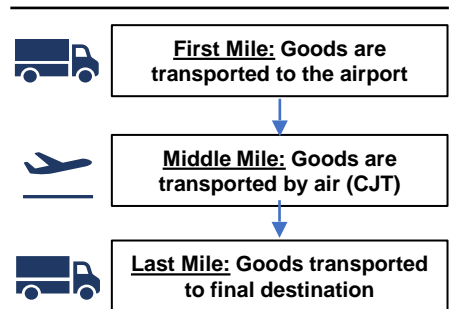 First Mile: Goods are
transported to the airport
Middle Mile: Goods are
transported by air (CJT)
Last Mile: Goods transported
to final destination